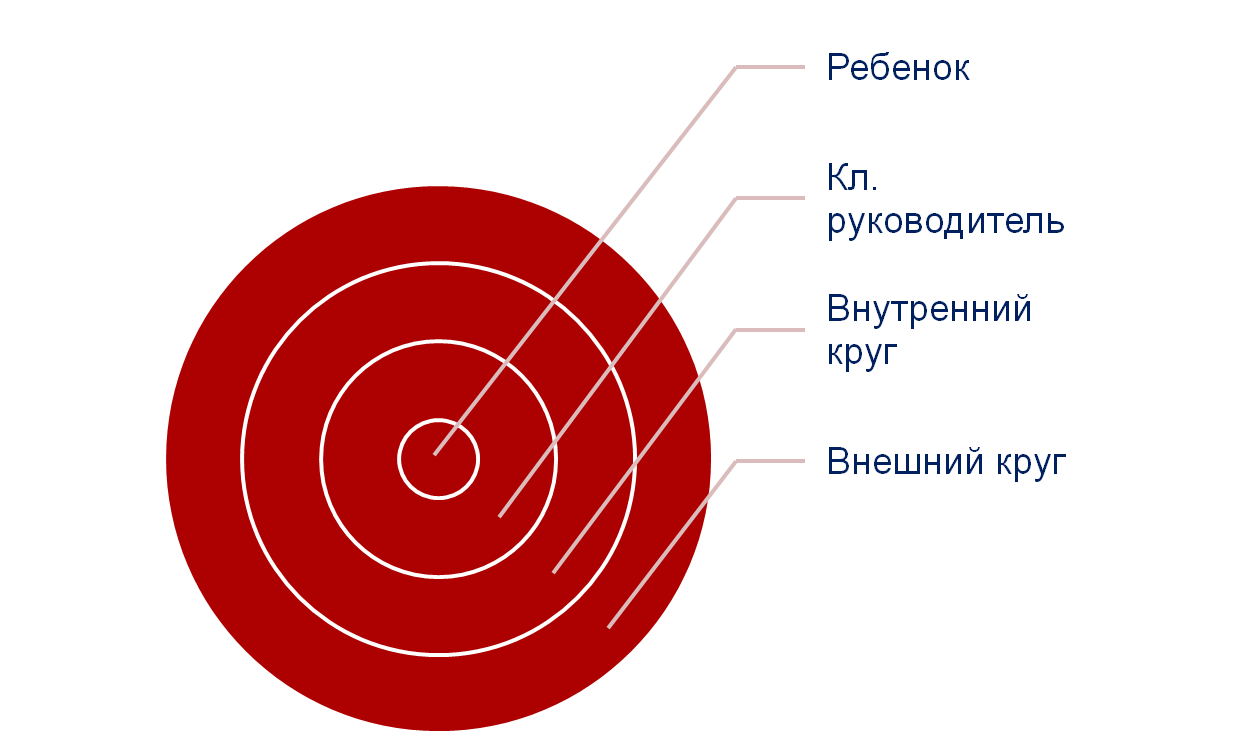 Ребенок
Кл.
руководитель
Внутренний
круг
Внешний круг